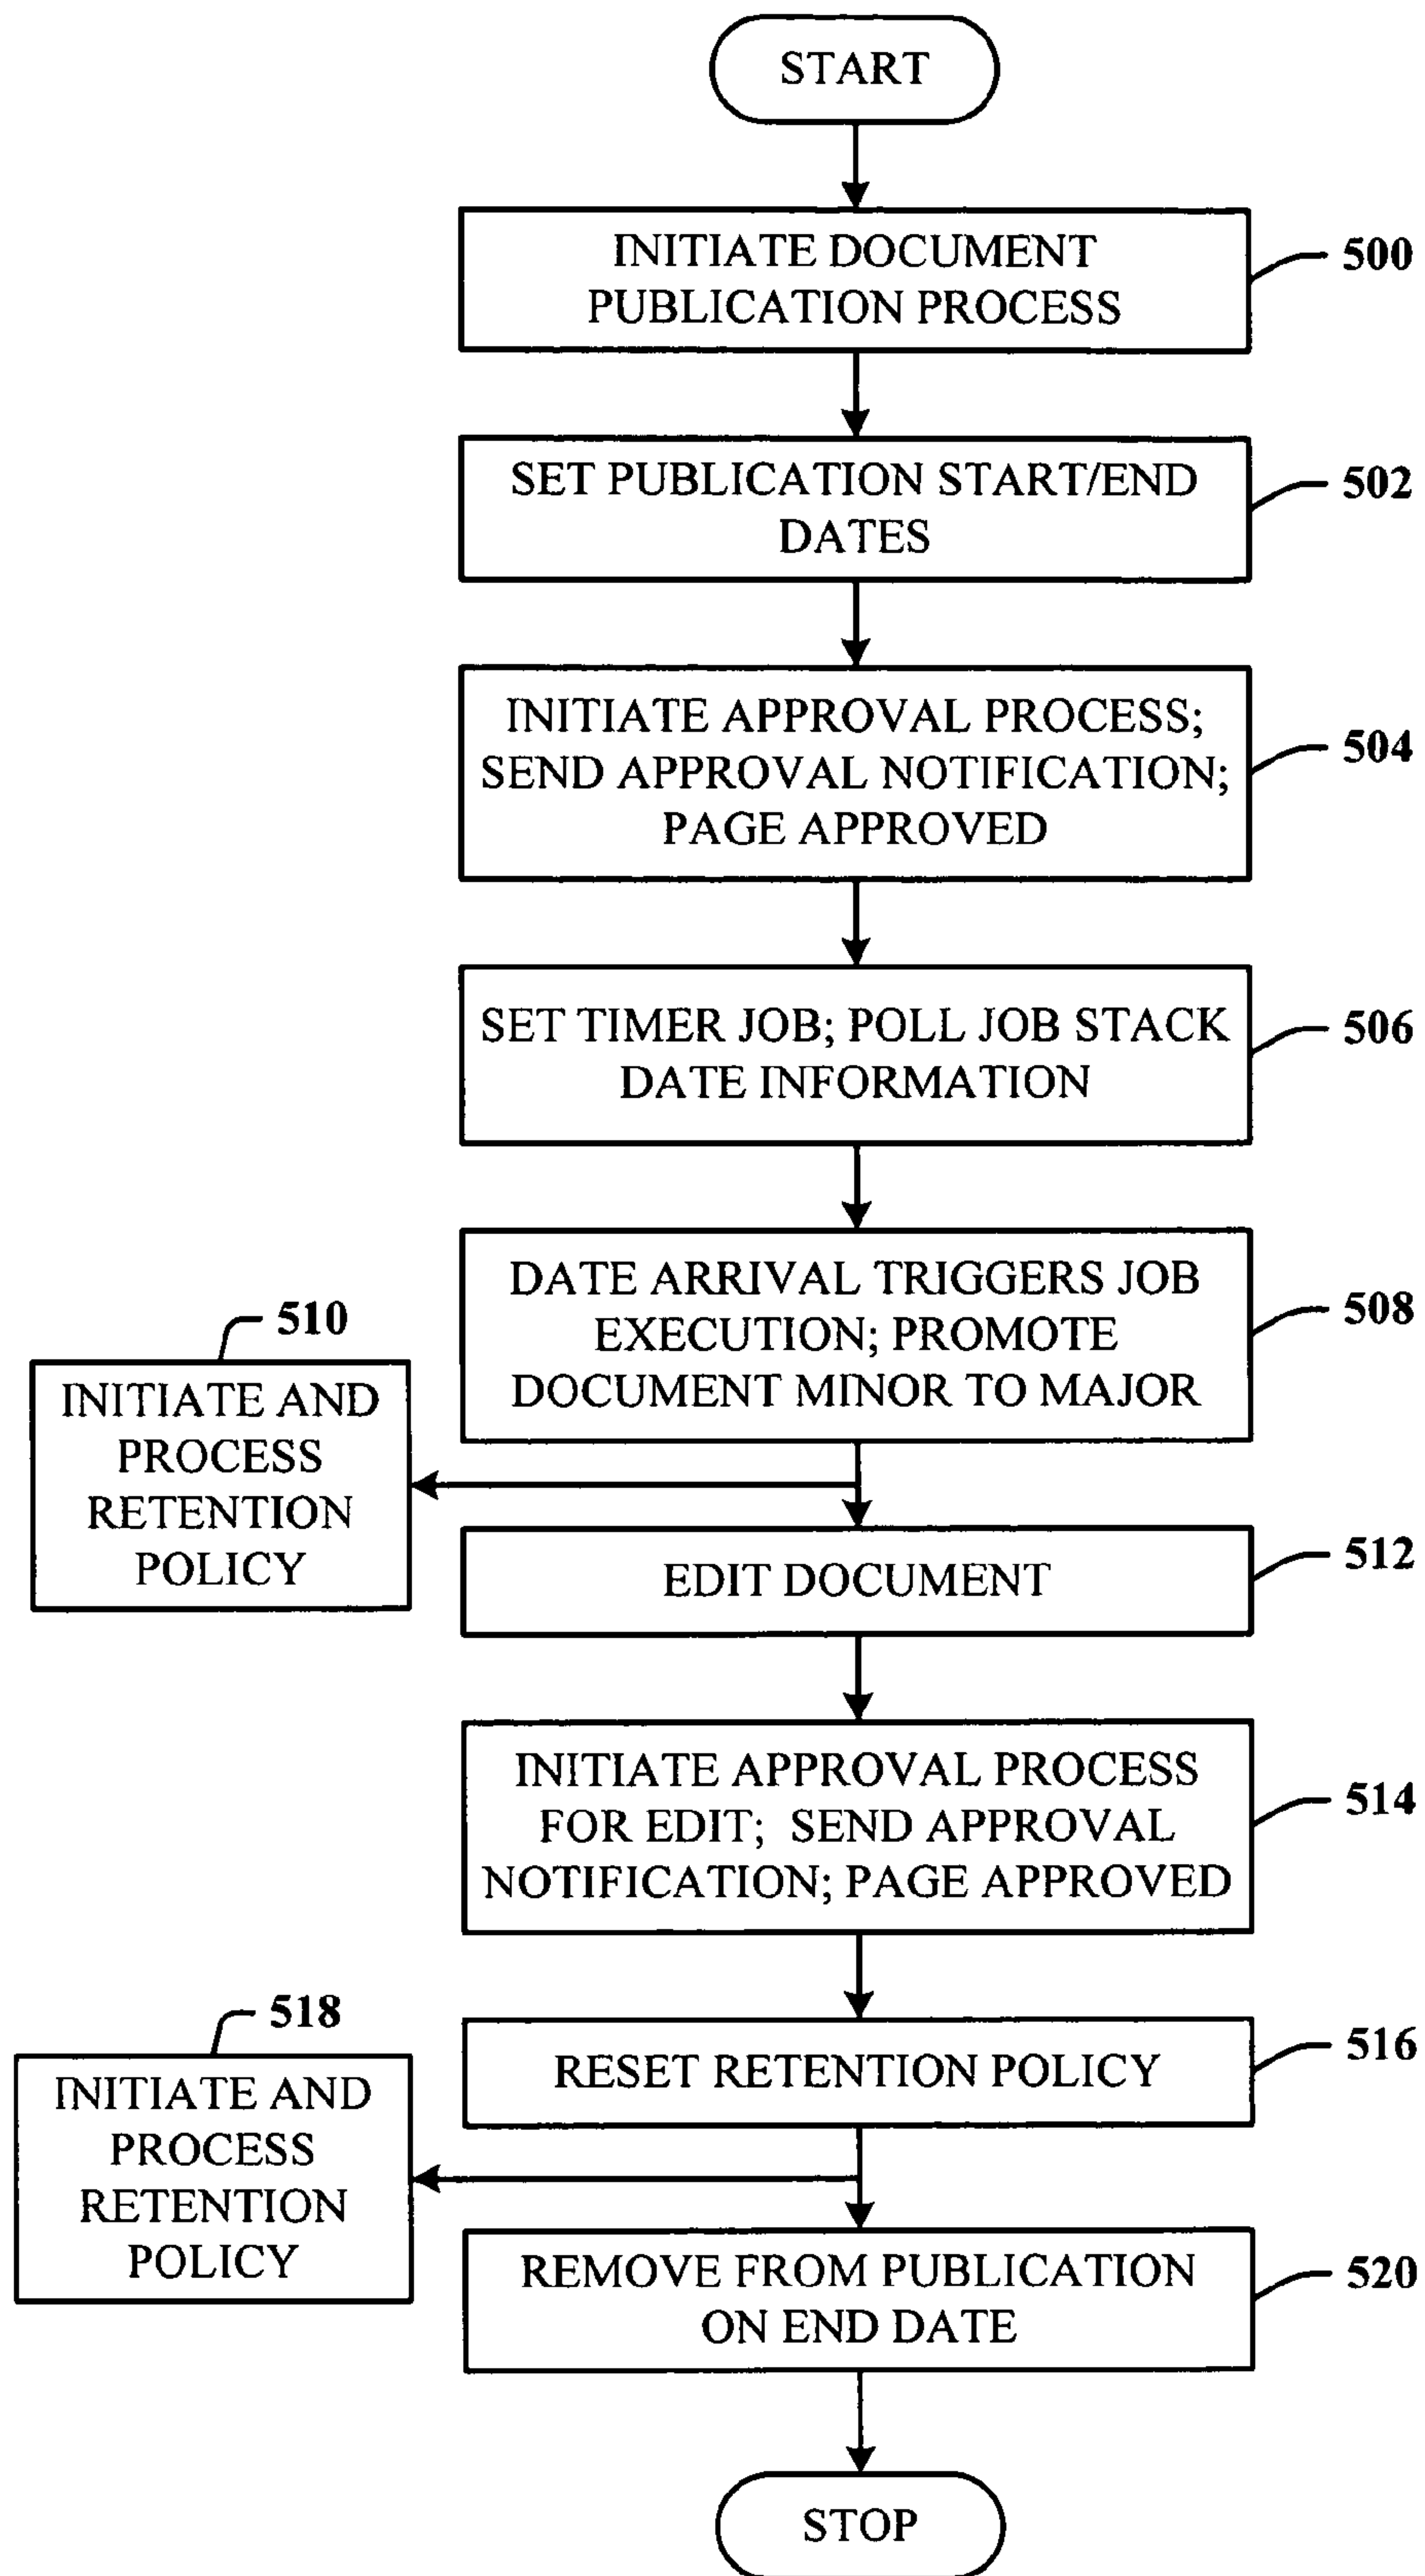 START
INITIATE DOCUMENT
PUBLICATION PROCESS
500
SET PUBLICATION START/END
DATES
502
INITIATE APPROVAL PROCESS;
SEND APPROVAL NOTIFICATION;
PAGE APPROVED
504
SET TIMER JOB; POLL JOB STACK
DATE INFORMATION
506
DATE ARRIVAL TRIGGERS JOB
EXECUTION; PROMOTE
DOCUMENT MINOR TO MAJOR
508
510
INITIATE AND
PROCESS
RETENTION
POLICY
EDIT DOCUMENT
512
INITIATE APPROVAL PROCESS
FOR EDIT; SEND APPROVAL
NOTIFICATION; PAGE APPROVED
514
RESET RETENTION POLICY
516
518
INITIATE AND
PROCESS
RETENTION
POLICY
REMOVE FROM PUBLICATION
ON END DATE
520
STOP